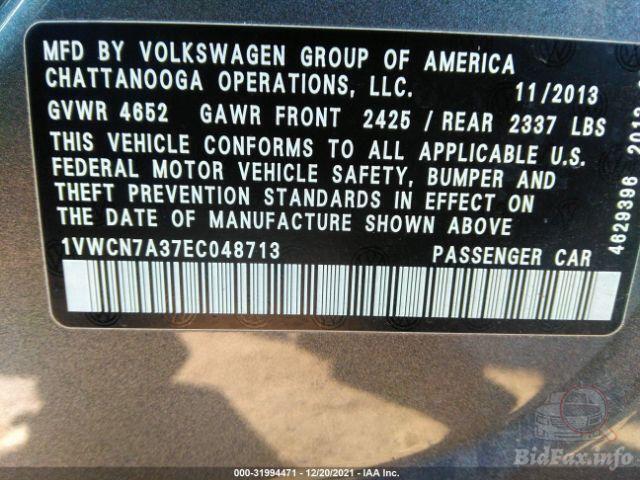 MFD BY VOLKSWAGEN GROUP OF AMERICA
CHATTANOOGA OPERATIONS, LLC. 11/2013
GVWR 4652 GAWR FRONT 2425 / REAR 2337 LBS
THIS VEHICLE CONFORMS TO ALL APPLICABLE U.S.
FEDERAL MOTOR VEHICLE SAFETY, BUMPER AND
THEFT PREVENTION STANDARDS IN EFFECT ON
THE DATE OF MANUFACTURE SHOWN ABOVE
1VWCN7A37EC048713 PASSENGER CAR
4629396
000-31994471 - 12/20/2021 - IAA Inc.
BidFax.info